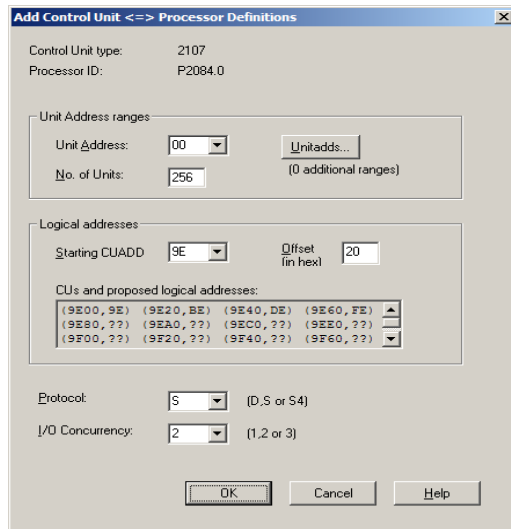 Add Control Unit <=> Processor Definitions
Control Unit type: 2107
Processor ID: P2084.0
Unit Address ranges
Unit Address: 00 Unitadds...
No. of Units: 256 (0 additional ranges)
Logical addresses
Starting CUADD 9E Offset (in hex) 20
CUs and proposed logical addresses:
(9E00,9E) (9E20,BE) (9E40,DE) (9E60,FE)
(9E80,??) (9EA0,??) (9EC0,??) (9EE0,??)
(9F00,??) (9F20,??) (9F40,??) (9F60,??)
Protocol: S (D,S or S4)
I/O Concurrency: 2 (1,2 or 3)
OK Cancel Help